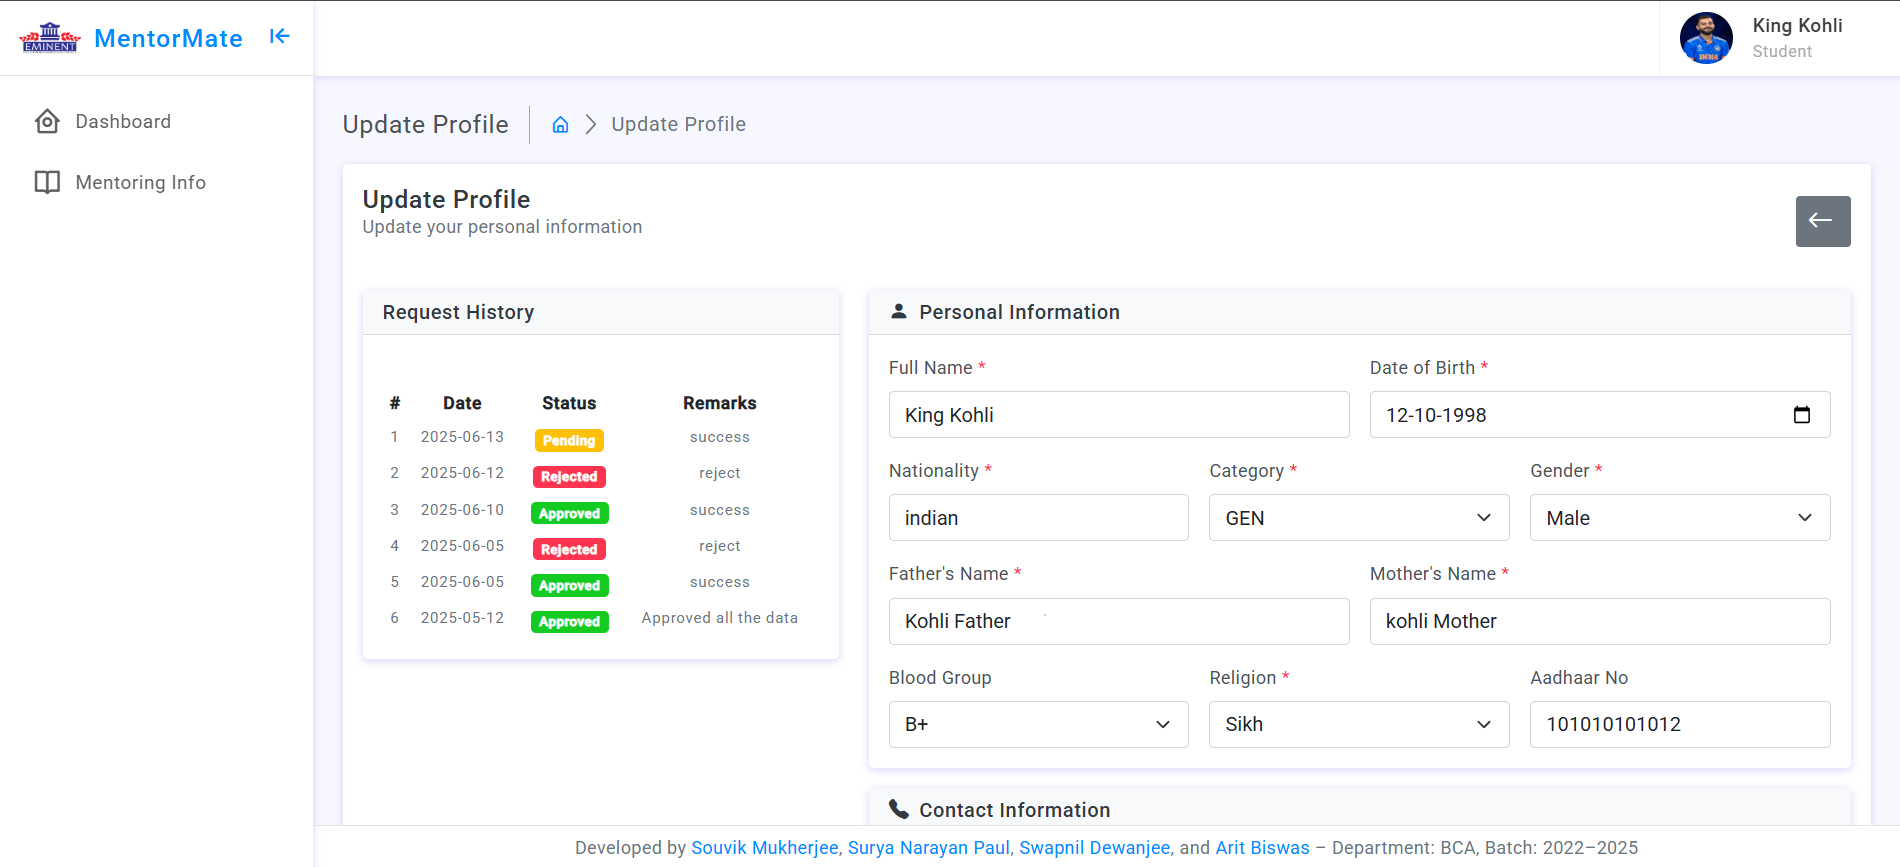 EMINENT
MentorMate
King Kohli
Student
Dashboard
Mentoring Info
Update Profile
Update Profile
Update Profile
Update your personal information
Request History
# Date Status Remarks
1 2025-06-13 Pending success
2 2025-06-12 Rejected reject
3 2025-06-10 Approved success
4 2025-06-05 Rejected reject
5 2025-06-05 Approved success
6 2025-05-12 Approved Approved all the data
Personal Information
Full Name * Date of Birth *
King Kohli 12-10-1998
Nationality * Category * Gender *
indian GEN Male
Father's Name * Mother's Name *
Kohli Father kohli Mother
Blood Group Religion * Aadhaar No
B+ Sikh 101010101012
Contact Information
Developed by Souvik Mukherjee, Surya Narayan Paul, Swapnil Dewanjee, and Arit Biswas – Department: BCA, Batch: 2022–2025